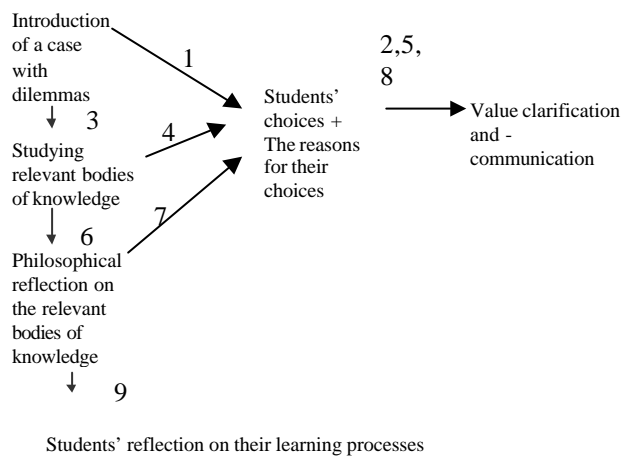 Introduction
of a case
with
dilemmas
1
3
Studying
relevant bodies
of knowledge
4
6
Philosophical
reflection on
the relevant
bodies of
knowledge
7
9
Students'
choices +
The reasons
for their
choices
2,5,
8
Value clarification
and -
communication
Students' reflection on their learning processes